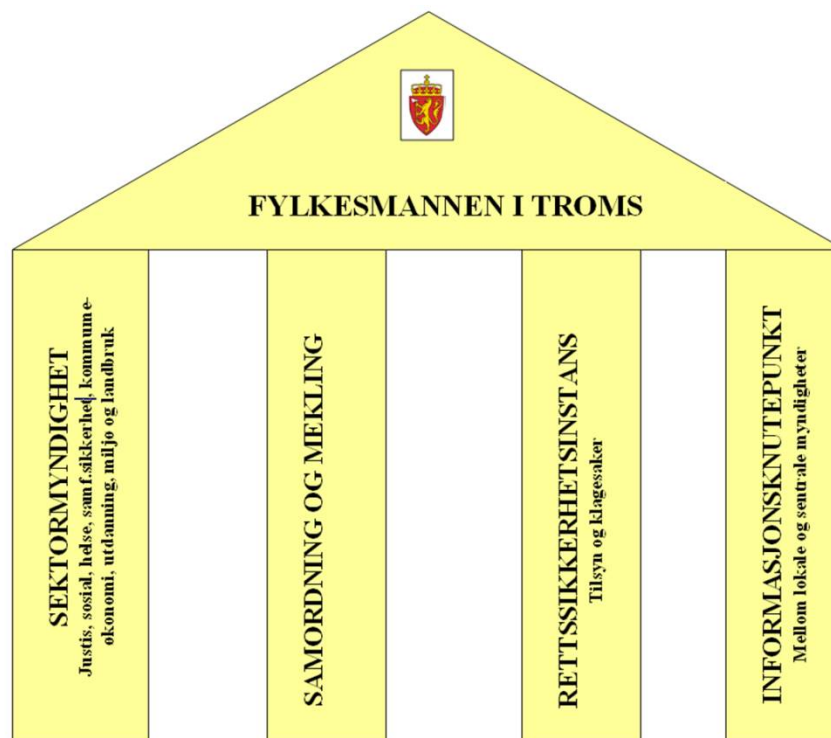 FYLKESMANNEN I TROMS
SEKTORMYNDIGHET
Justis, sosial, helse, samf.sikkerhet, kommune-
økonomi, utdanning, miljø og landbruk
SAMORDNING OG MEKLING
RETTSSIKKERHETSINSTANS
Tilsyn og klagesaker
INFORMASJONSKNUTEPUNKT
Mellom lokale og sentrale myndigheter